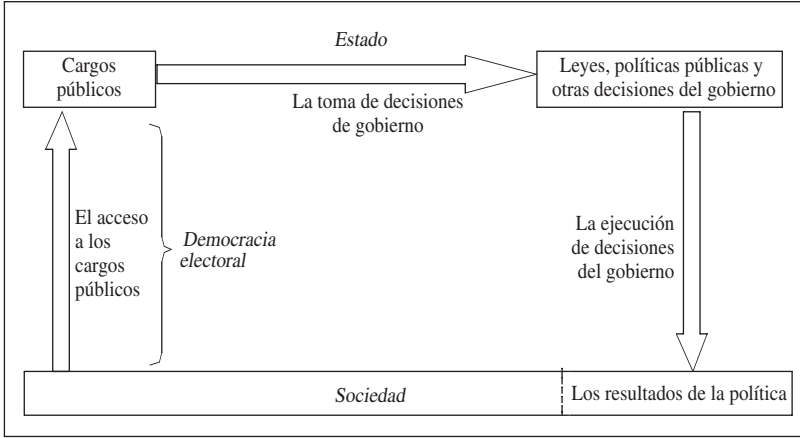 Estado
Cargos
públicos
Leyes, políticas públicas y
otras decisiones del gobierno
La toma de decisiones
de gobierno
El acceso
a los
cargos
públicos
Democracia
electoral
La ejecución
de decisiones
del gobierno
Sociedad
Los resultados de la política